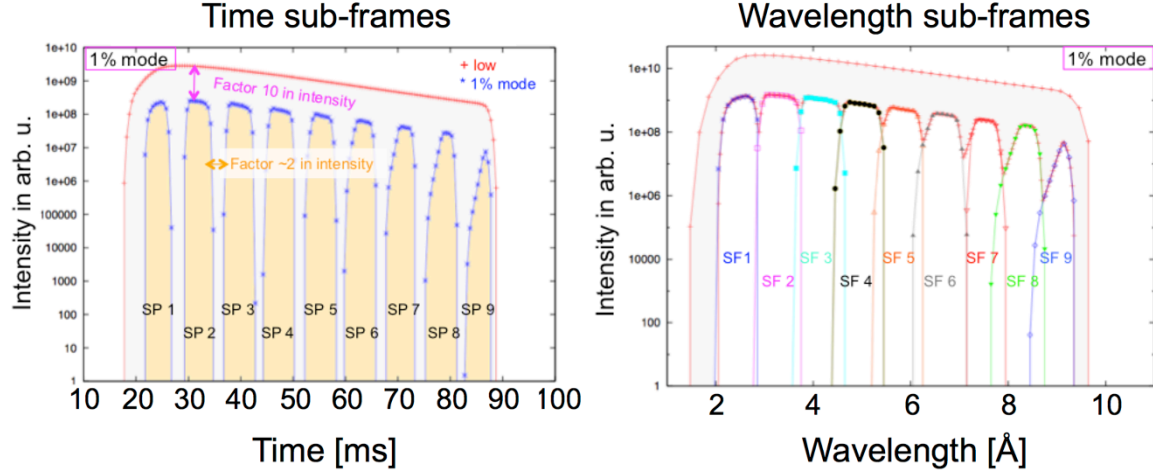 Time sub-frames
1% mode
+ low
* 1% mode
Factor 10 in intensity
Factor ~2 in intensity
Intensity in arb. u.
1e+10
1e+09
1e+08
1e+07
1e+06
100000
10000
1000
100
10
1
SP 1
SP 2
SP 3
SP 4
SP 5
SP 6
SP 7
SP 8
SP 9
10 20 30 40 50 60 70 80 90 100
Time [ms]
Wavelength sub-frames
1% mode
Intensity in arb. u.
1e+10
1e+08
1e+06
10000
100
1
SF1
SF 2
SF 3
SF 4
SF 5
SF 6
SF 7
SF 8
SF 9
2 4 6 8 10
Wavelength [Å]